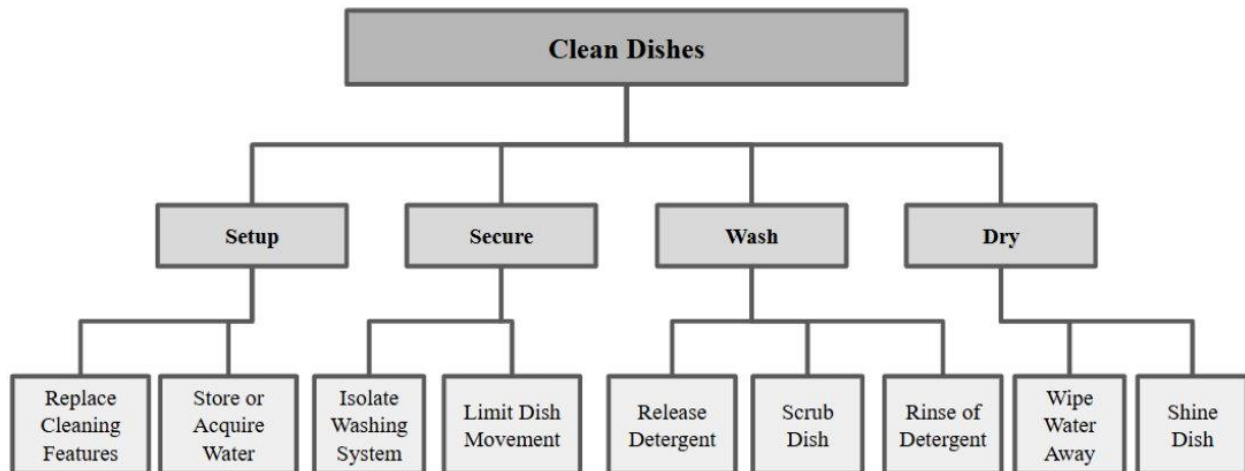 Clean Dishes
Setup
Secure
Wash
Dry
Replace
Cleaning
Features
Store or
Acquire
Water
Isolate
Washing
System
Limit Dish
Movement
Release
Detergent
Scrub
Dish
Rinse of
Detergent
Wipe
Water
Away
Shine
Dish